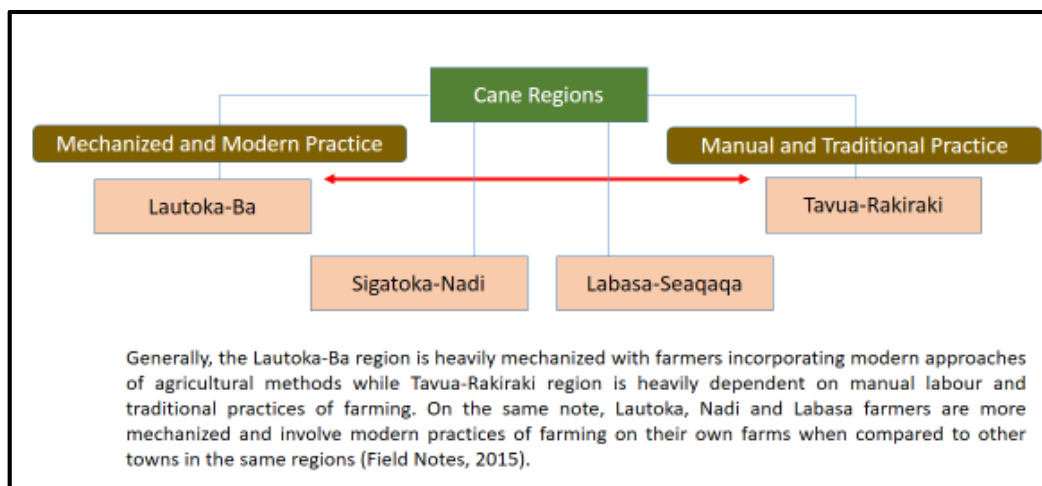 Cane Regions
Mechanized and Modern Practice
Manual and Traditional Practice
Lautoka-Ba
Tavua-Rakiraki
Sigatoka-Nadi
Labasa-Seaqaqa
Generally, the Lautoka-Ba region is heavily mechanized with farmers incorporating modern approaches
of agricultural methods while Tavua-Rakiraki region is heavily dependent on manual labour and
traditional practices of farming. On the same note, Lautoka, Nadi and Labasa farmers are more
mechanized and involve modern practices of farming on their own farms when compared to other
towns in the same regions (Field Notes, 2015).